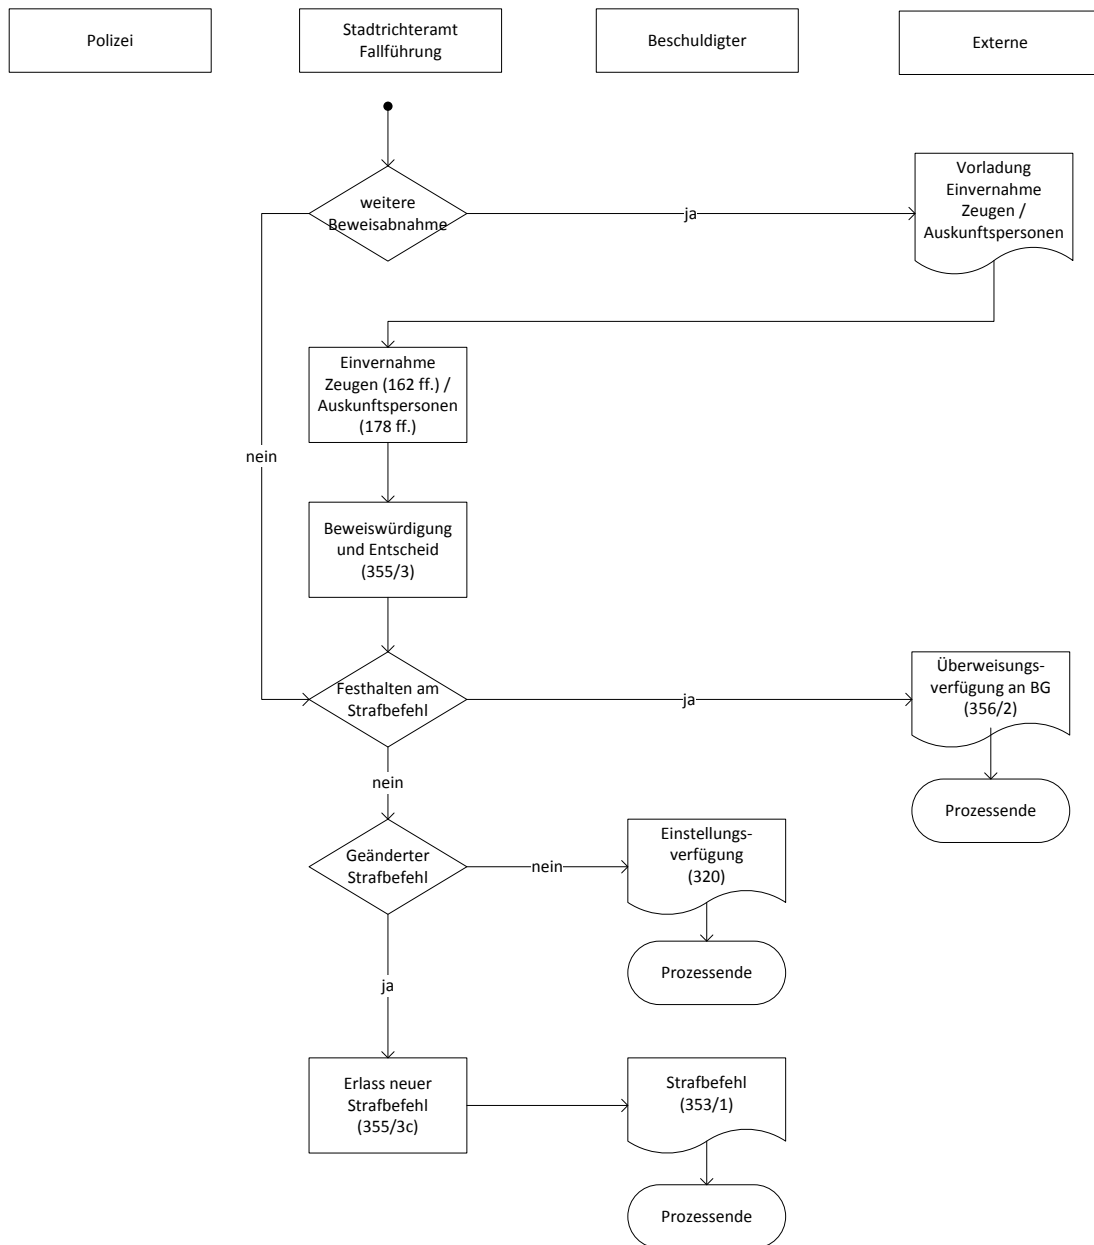 Polizei
Stadtrichteramt
Fallführung
Beschuldigter
Externe
weitere
Beweisabnahme
ja
Vorladung
Einvernahme
Zeugen /
Auskunftspersonen
Einvernahme
Zeugen (162 ff.) /
Auskunftspersonen
(178 ff.)
nein
Beweiswürdigung
und Entscheid
(355/3)
Festhalten am
Strafbefehl
ja
Überweisungs-
verfügung an BG
(356/2)
nein
Prozessende
Geänderter
Strafbefehl
nein
Einstellungs-
verfügung
(320)
Prozessende
ja
Erlass neuer
Strafbefehl
(355/3c)
Strafbefehl
(353/1)
Prozessende